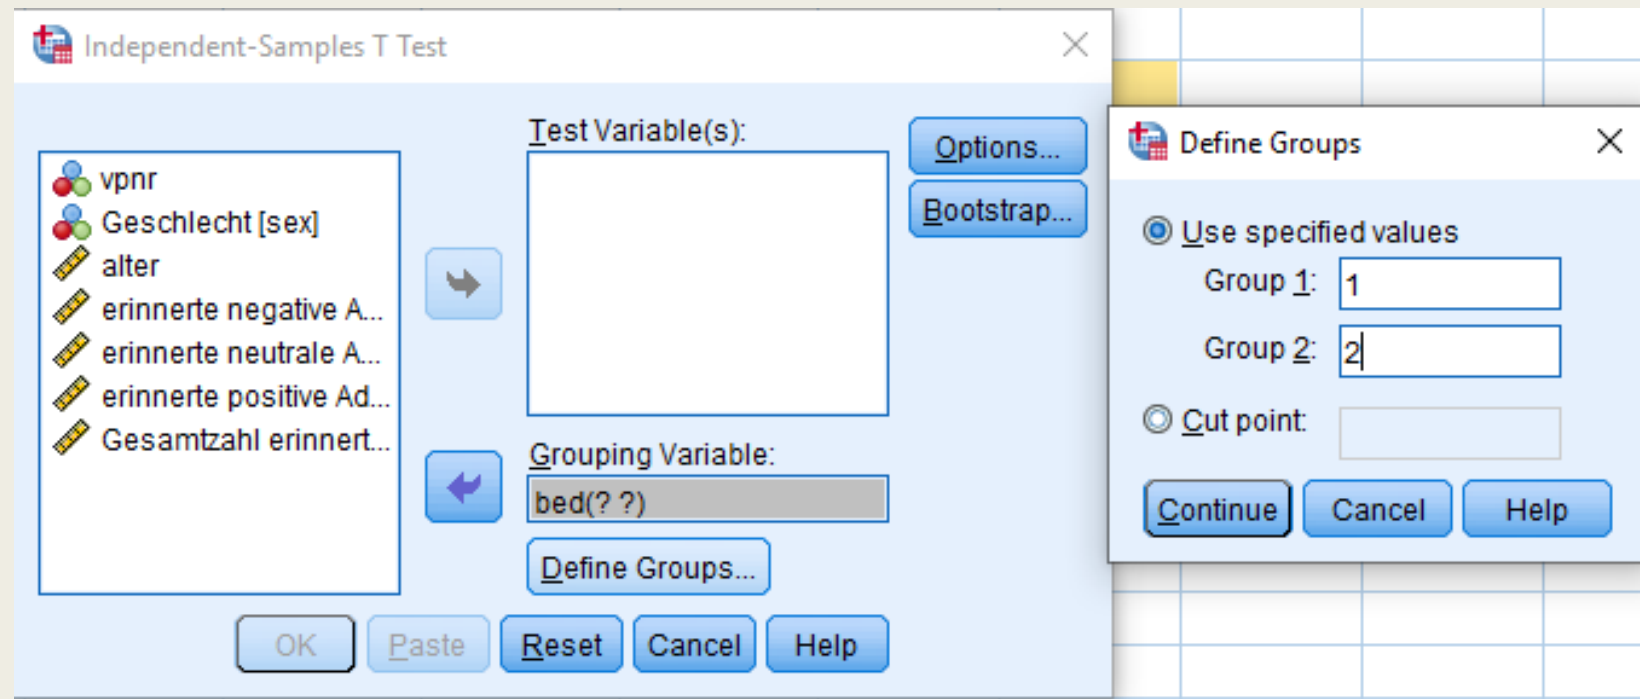 Independent-Samples T Test
Test Variable(s):
vpnr
Geschlecht [sex]
alter
erinnerte negative A...
erinnerte neutrale A...
erinnerte positive Ad...
Gesamtzahl erinnert...
Options...
Bootstrap...
Grouping Variable:
bed(? ?)
Define Groups...
OK Paste Reset Cancel Help
Define Groups
Use specified values
Group 1: 1
Group 2: 2
Cut point:
Continue Cancel Help